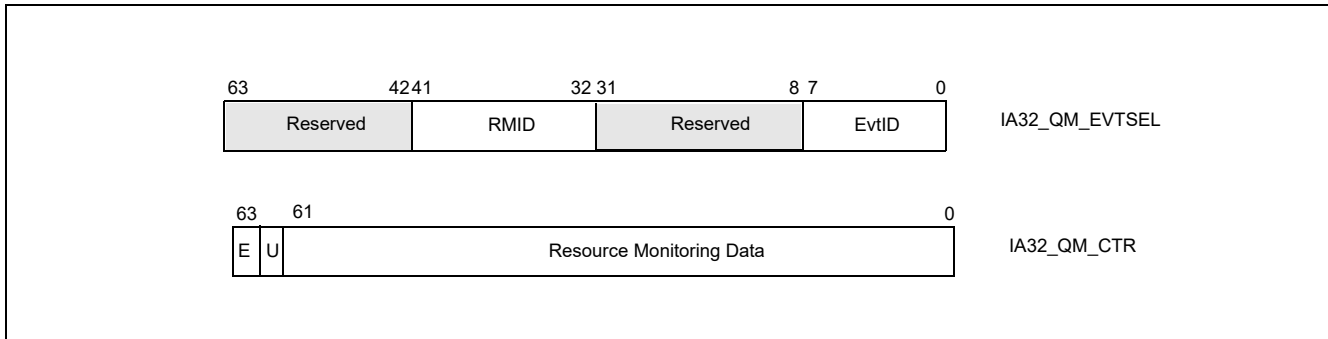 63 4241 32 31 8 7 0
Reserved RMID Reserved EvtID IA32_QM_EVTSEL
63 61 0
E U Resource Monitoring Data IA32_QM_CTR